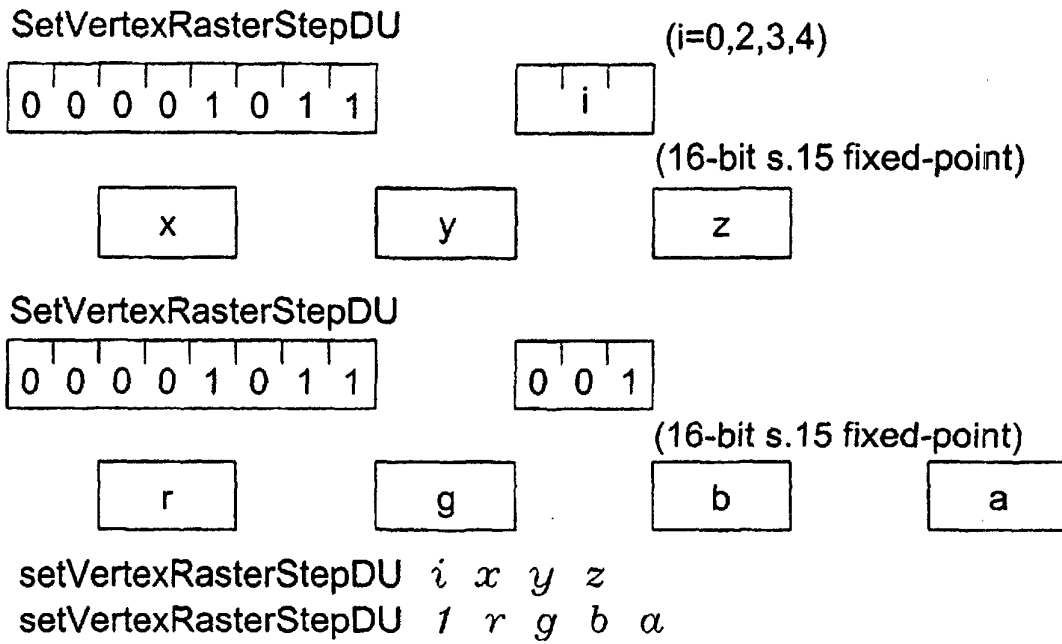 SetVertexRasterStepDU
(i=0,2,3,4)
0 0 0 0 1 0 1 1 i
(16-bit s.15 fixed-point)
x y z
SetVertexRasterStepDU
0 0 0 0 1 0 1 1 0 0 1
(16-bit s.15 fixed-point)
r g b a
setVertexRasterStepDU i x y z
setVertexRasterStepDU 1 r g b a